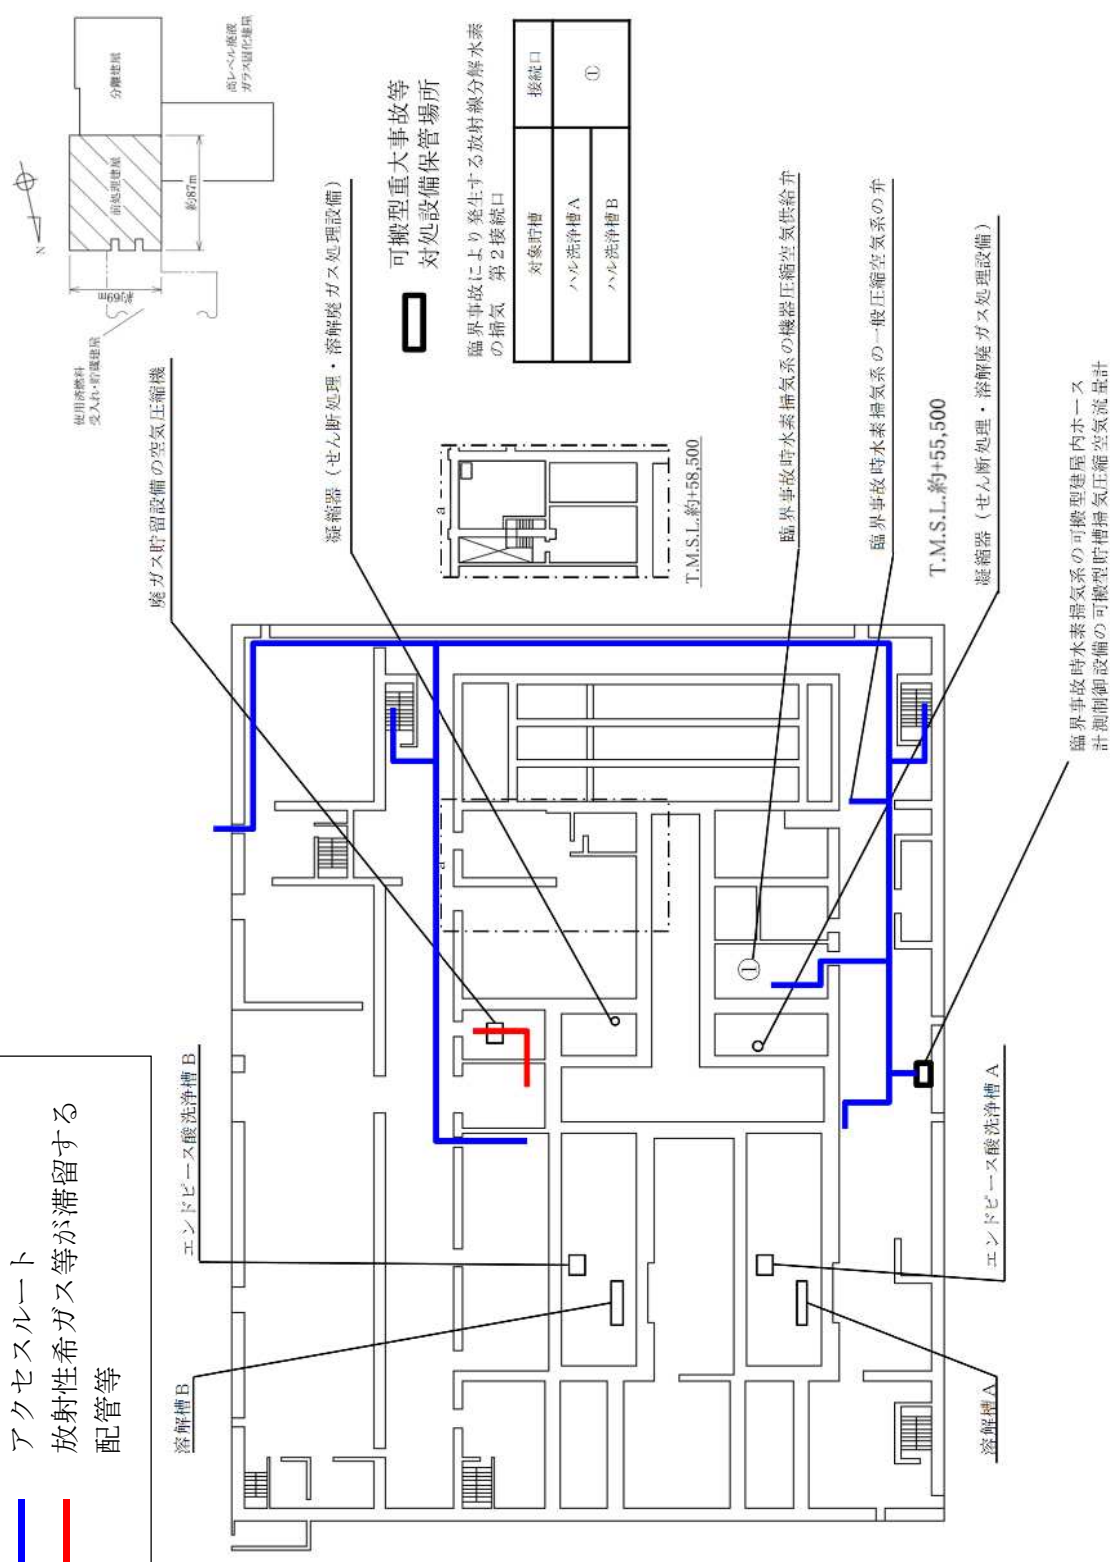 アクセスルート
放射性希ガス等が滞留する
配管等
溶解槽B
エンドピース酸洗浄槽B
廃ガス貯留設備の空気圧縮機
凝縮器（せん断処理・溶解廃ガス処理設備）
使用済燃料
受入れ・貯蔵建屋
N
約69m
前処理建屋
約87m
分離建屋
高レベル廃液
ガラス固化建屋
可搬型重大事故等
対処設備保管場所
臨界事故により発生する放射線分解水素
の掃気　第2接続口
対象貯槽
接続口
ハル洗浄槽A
①
ハル洗浄槽B
a
T.M.S.L.約+58,500
a
①
臨界事故時水素掃気系の機器圧縮空気供給弁
臨界事故時水素掃気系の一般圧縮空気系の弁
T.M.S.L.約+55,500
凝縮器（せん断処理・溶解廃ガス処理設備）
溶解槽A
エンドピース酸洗浄槽A
臨界事故時水素掃気系の可搬型建屋内ホース
計測制御設備の可搬型貯槽掃気圧縮空気流量計